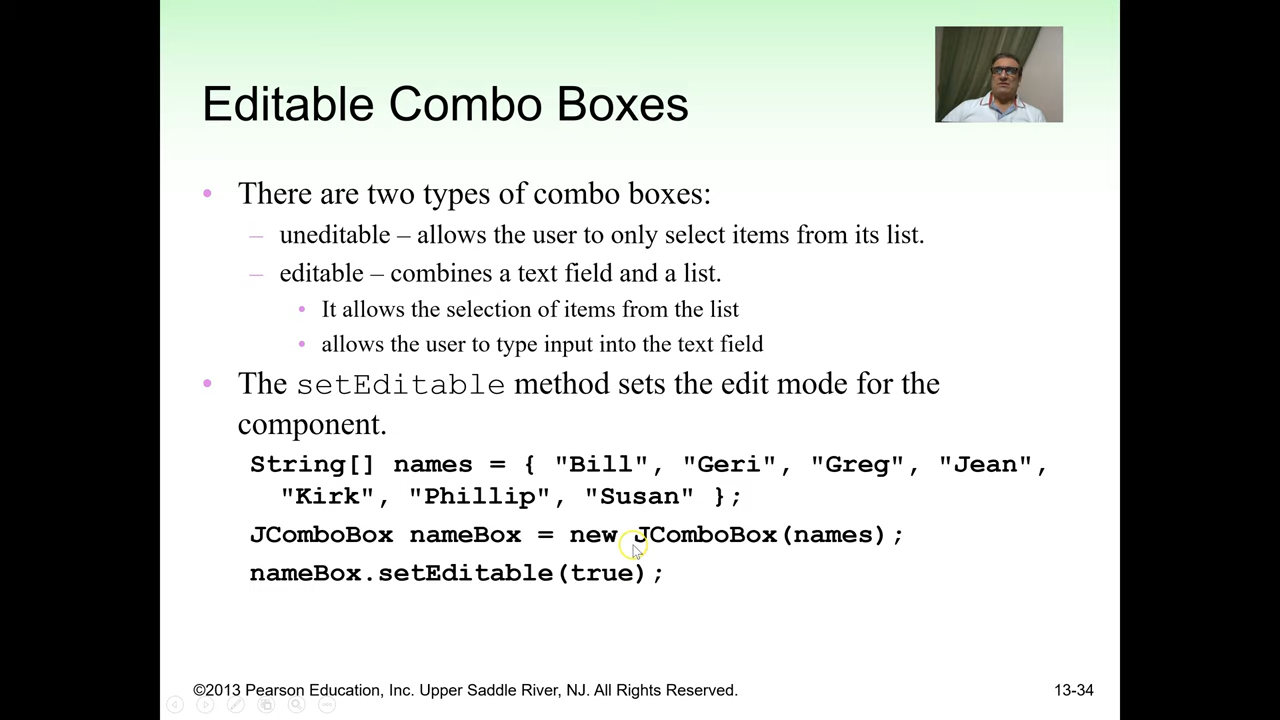 Editable Combo Boxes
• There are two types of combo boxes:
– uneditable – allows the user to only select items from its list.
– editable – combines a text field and a list.
• It allows the selection of items from the list
• allows the user to type input into the text field
• The setEditable method sets the edit mode for the
component.
String[] names = { "Bill", "Geri", "Greg", "Jean",
"Kirk", "Phillip", "Susan" };
JComboBox nameBox = new JComboBox(names);
nameBox.setEditable(true);
©2013 Pearson Education, Inc. Upper Saddle River, NJ. All Rights Reserved.
13-34